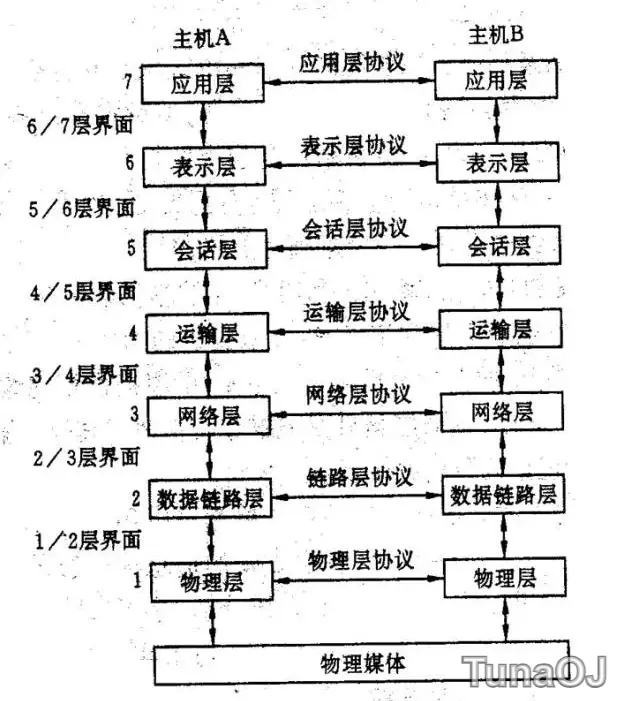 主机A 主机B
7 应用层 应用层协议 应用层
6/7层界面
6 表示层 表示层协议 表示层
5/6层界面
5 会话层 会话层协议 会话层
4/5层界面
4 运输层 运输层协议 运输层
3/4层界面
3 网络层 网络层协议 网络层
2/3层界面
2 数据链路层 链路层协议 数据链路层
1/2层界面
1 物理层 物理层协议 物理层
物理媒体
TunaOJ